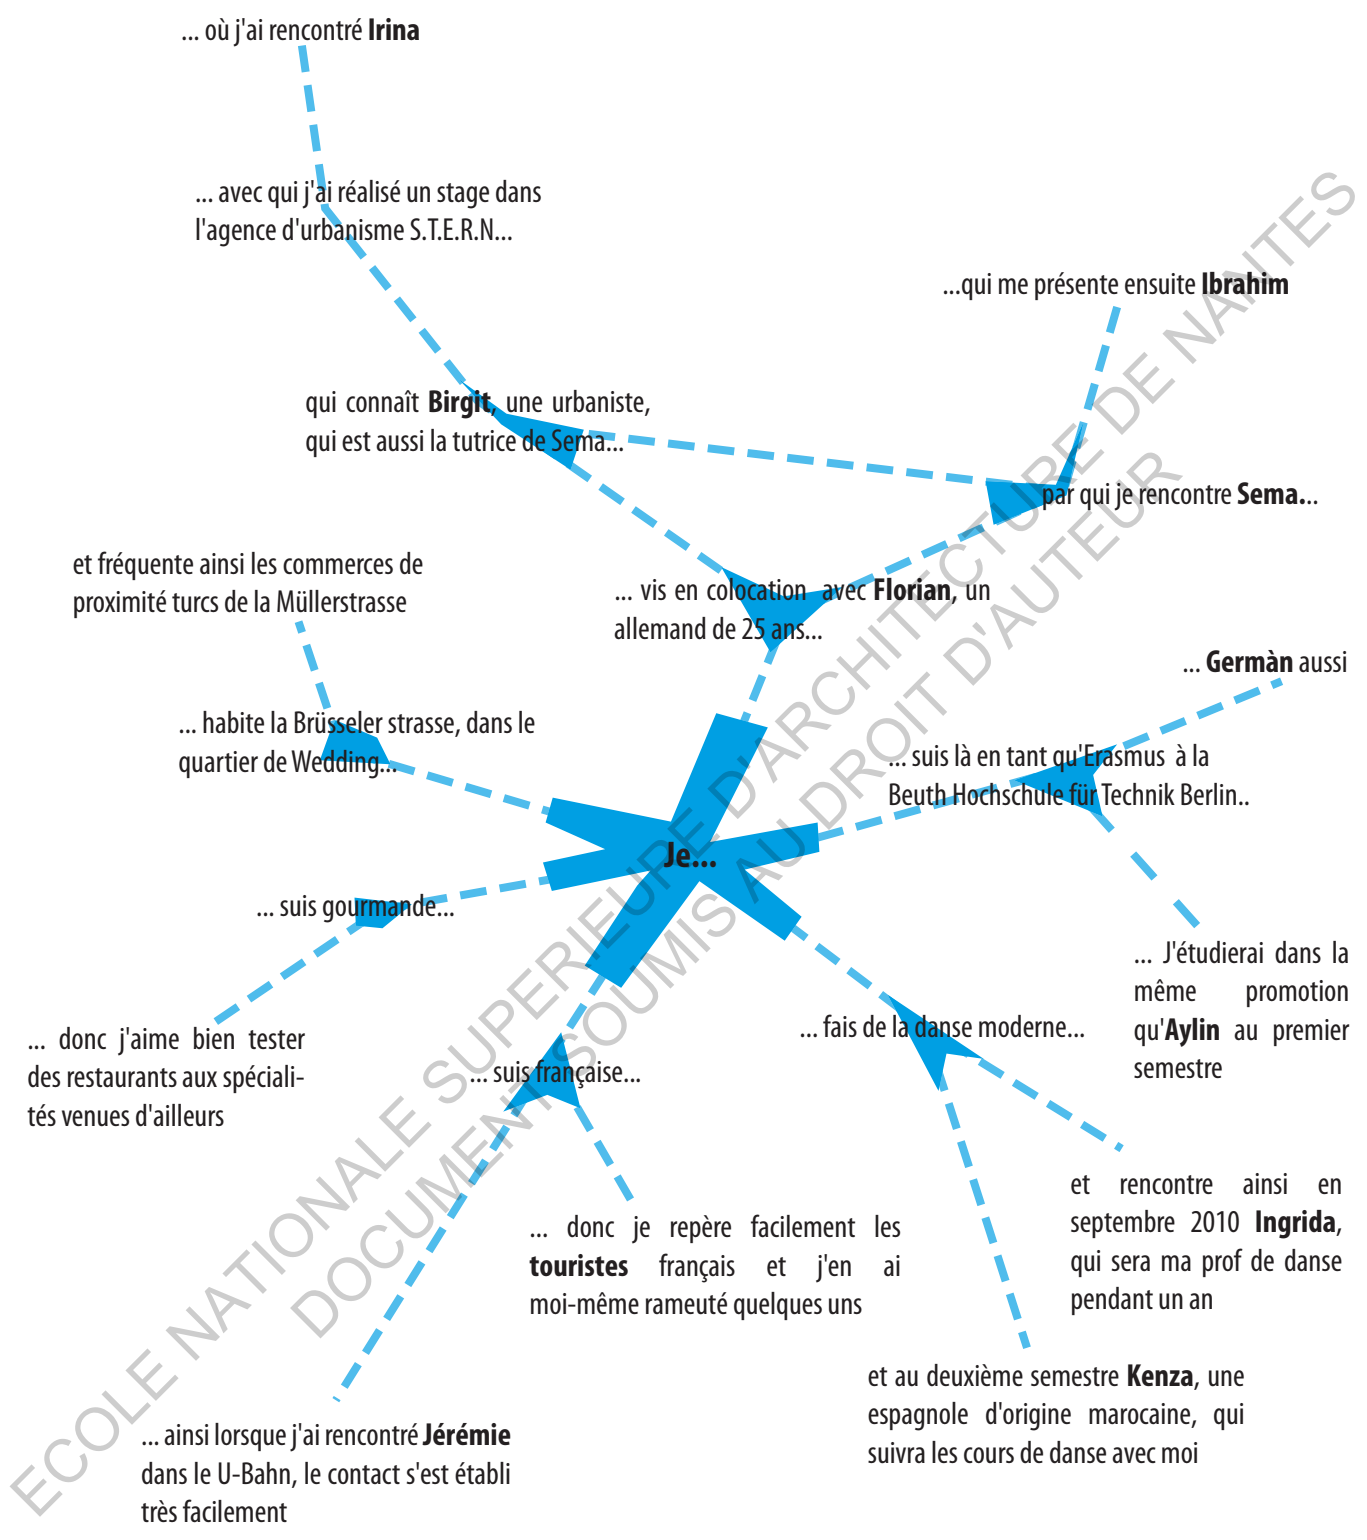 ... où j'ai rencontré Irina
... avec qui j'ai réalisé un stage dans
l'agence d'urbanisme S.T.E.R.N...
...qui me présente ensuite Ibrahim
qui connaît Birgit, une urbaniste,
qui est aussi la tutrice de Sema...
par qui je rencontre Sema...
et fréquente ainsi les commerces de
proximité turcs de la Müllerstrasse
... vis en colocation avec Florian, un
allemand de 25 ans...
... Germàn aussi
... habite la Brüsseler strasse, dans le
quartier de Wedding...
... suis là en tant qu'Erasmus à la
Beuth Hochschule für Technik Berlin..
Je...
... suis gourmande...
... J'étudierai dans la
même promotion
qu'Aylin au premier
semestre
... donc j'aime bien tester
des restaurants aux spéciali-
tés venues d'ailleurs
... fais de la danse moderne...
... suis française...
et rencontre ainsi en
septembre 2010 Ingrida,
qui sera ma prof de danse
pendant un an
... donc je repère facilement les
touristes français et j'en ai
moi-même rameuté quelques uns
et au deuxième semestre Kenza, une
espagnole d'origine marocaine, qui
suivra les cours de danse avec moi
... ainsi lorsque j'ai rencontré Jérémie
dans le U-Bahn, le contact s'est établi
très facilement
ECOLE NATIONALE SUPERIEURE D'ARCHITECTURE DE NANTES
DOCUMENT SOUMIS AU DROIT D'AUTEUR